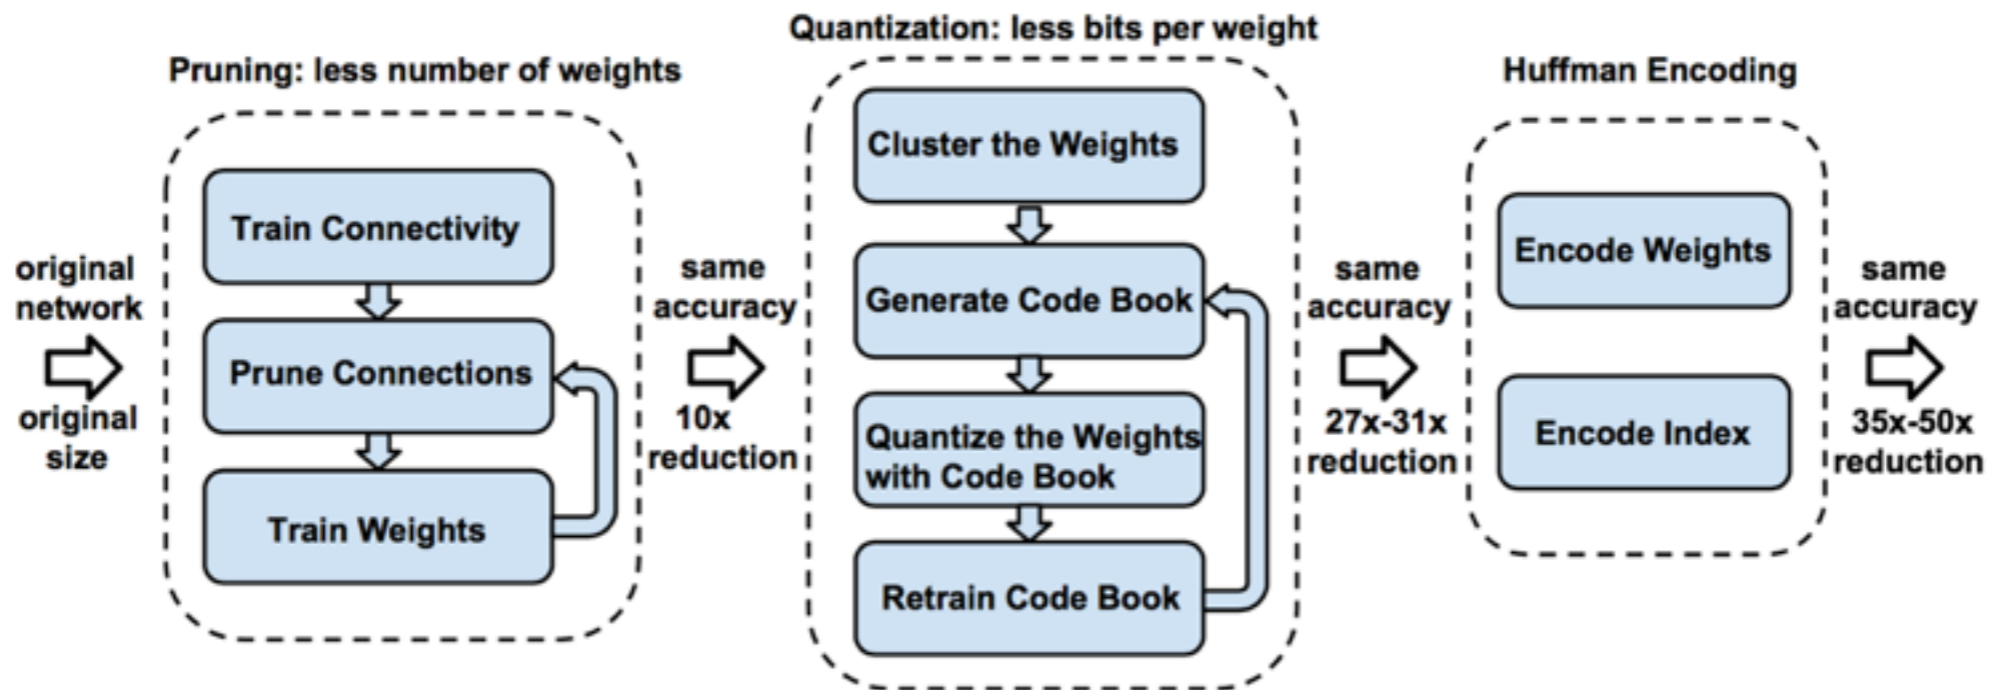 original
network
original
size
Pruning: less number of weights
Train Connectivity
Prune Connections
Train Weights
same
accuracy
10x
reduction
Quantization: less bits per weight
Cluster the Weights
Generate Code Book
Quantize the Weights
with Code Book
Retrain Code Book
same
accuracy
27x-31x
reduction
Huffman Encoding
Encode Weights
Encode Index
same
accuracy
35x-50x
reduction